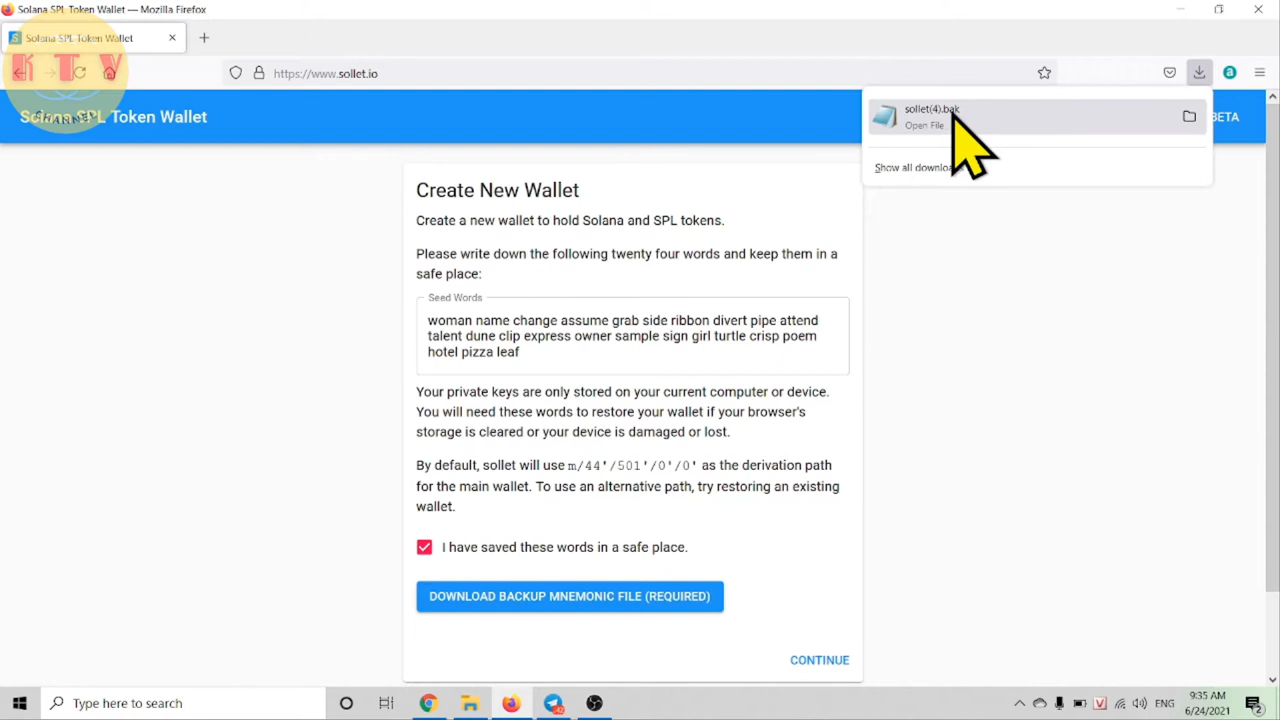 Solana SPL Token Wallet — Mozilla Firefox
Solana SPL Token Wallet
https://www.sollet.io
KTV
CHANNEL
Solana SPL Token Wallet
BETA
sollet(4).bak
Open File
Show all downloads
Create New Wallet
Create a new wallet to hold Solana and SPL tokens.
Please write down the following twenty four words and keep them in a
safe place:
Seed Words
woman name change assume grab side ribbon divert pipe attend
talent dune clip express owner sample sign girl turtle crisp poem
hotel pizza leaf
Your private keys are only stored on your current computer or device.
You will need these words to restore your wallet if your browser's
storage is cleared or your device is damaged or lost.
By default, sollet will use m/44'/501'/0'/0' as the derivation path
for the main wallet. To use an alternative path, try restoring an existing
wallet.
I have saved these words in a safe place.
DOWNLOAD BACKUP MNEMONIC FILE (REQUIRED)
CONTINUE
Type here to search
ENG
9:35 AM
6/24/2021
2